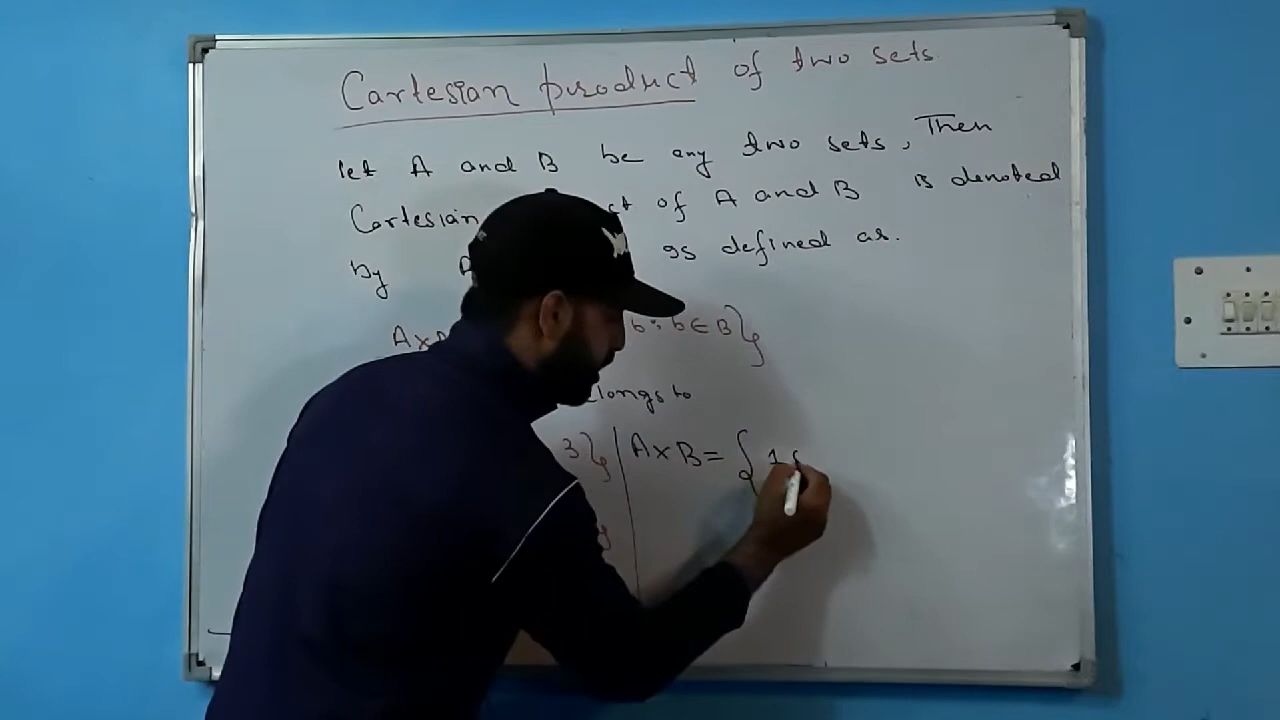 Cartesian product of two sets
let A and B be any two sets, Then
Cartesian ct of A and B is denoted
By A is defined as.
A× b : b ∈ B}
longs to
3} | A×B = { 1